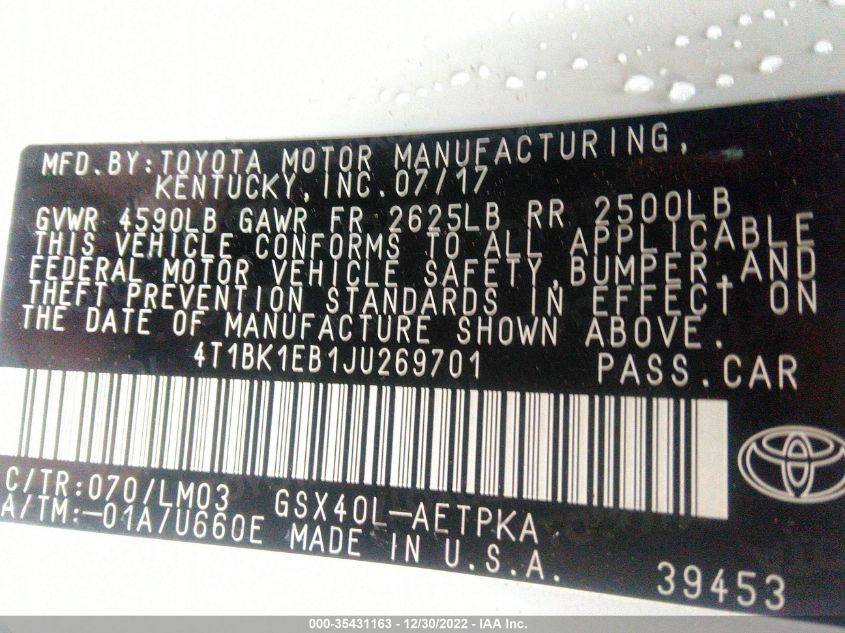 MFD.BY:TOYOTA MOTOR MANUFACTURING,
KENTUCKY,INC.07/17
GVWR 4590LB GAWR FR 2625LB RR 2500LB
THIS VEHICLE CONFORMS TO ALL APPLICABLE
FEDERAL MOTOR VEHICLE SAFETY,BUMPER,AND
THEFT PREVENTION STANDARDS IN EFFECT ON
THE DATE OF MANUFACTURE SHOWN ABOVE.
4T1BK1EB1JU269701 PASS.CAR
C/TR:070/LM03 GSX40L-AETPKA
A/TM:-01A/U660E MADE IN U.S.A.
39453
000-35431163 - 12/30/2022 - IAA Inc.